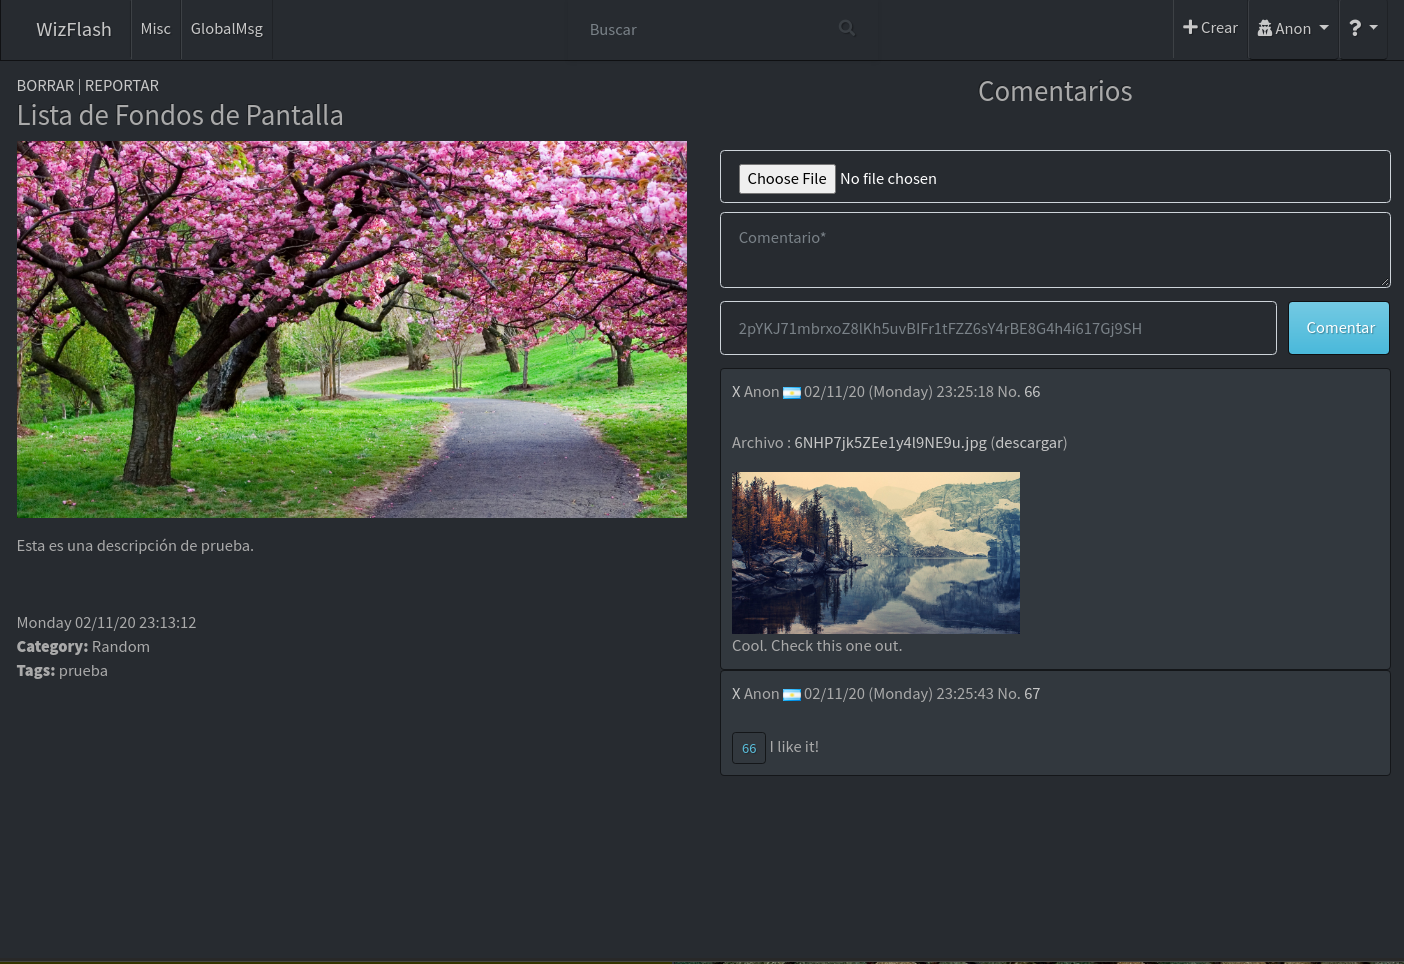 WizFlash Misc GlobalMsg Buscar Crear Anon ?
BORRAR | REPORTAR
Lista de Fondos de Pantalla
Esta es una descripción de prueba.
Monday 02/11/20 23:13:12
Category: Random
Tags: prueba
Comentarios
Choose File No file chosen
Comentario*
2pYKJ71mbrxoZ8lKh5uvBIFr1tFZZ6sY4rBE8G4h4i617Gj9SH Comentar
X Anon 02/11/20 (Monday) 23:25:18 No. 66
Archivo : 6NHP7jk5ZEe1y4l9NE9u.jpg (descargar)
Cool. Check this one out.
X Anon 02/11/20 (Monday) 23:25:43 No. 67
66 I like it!